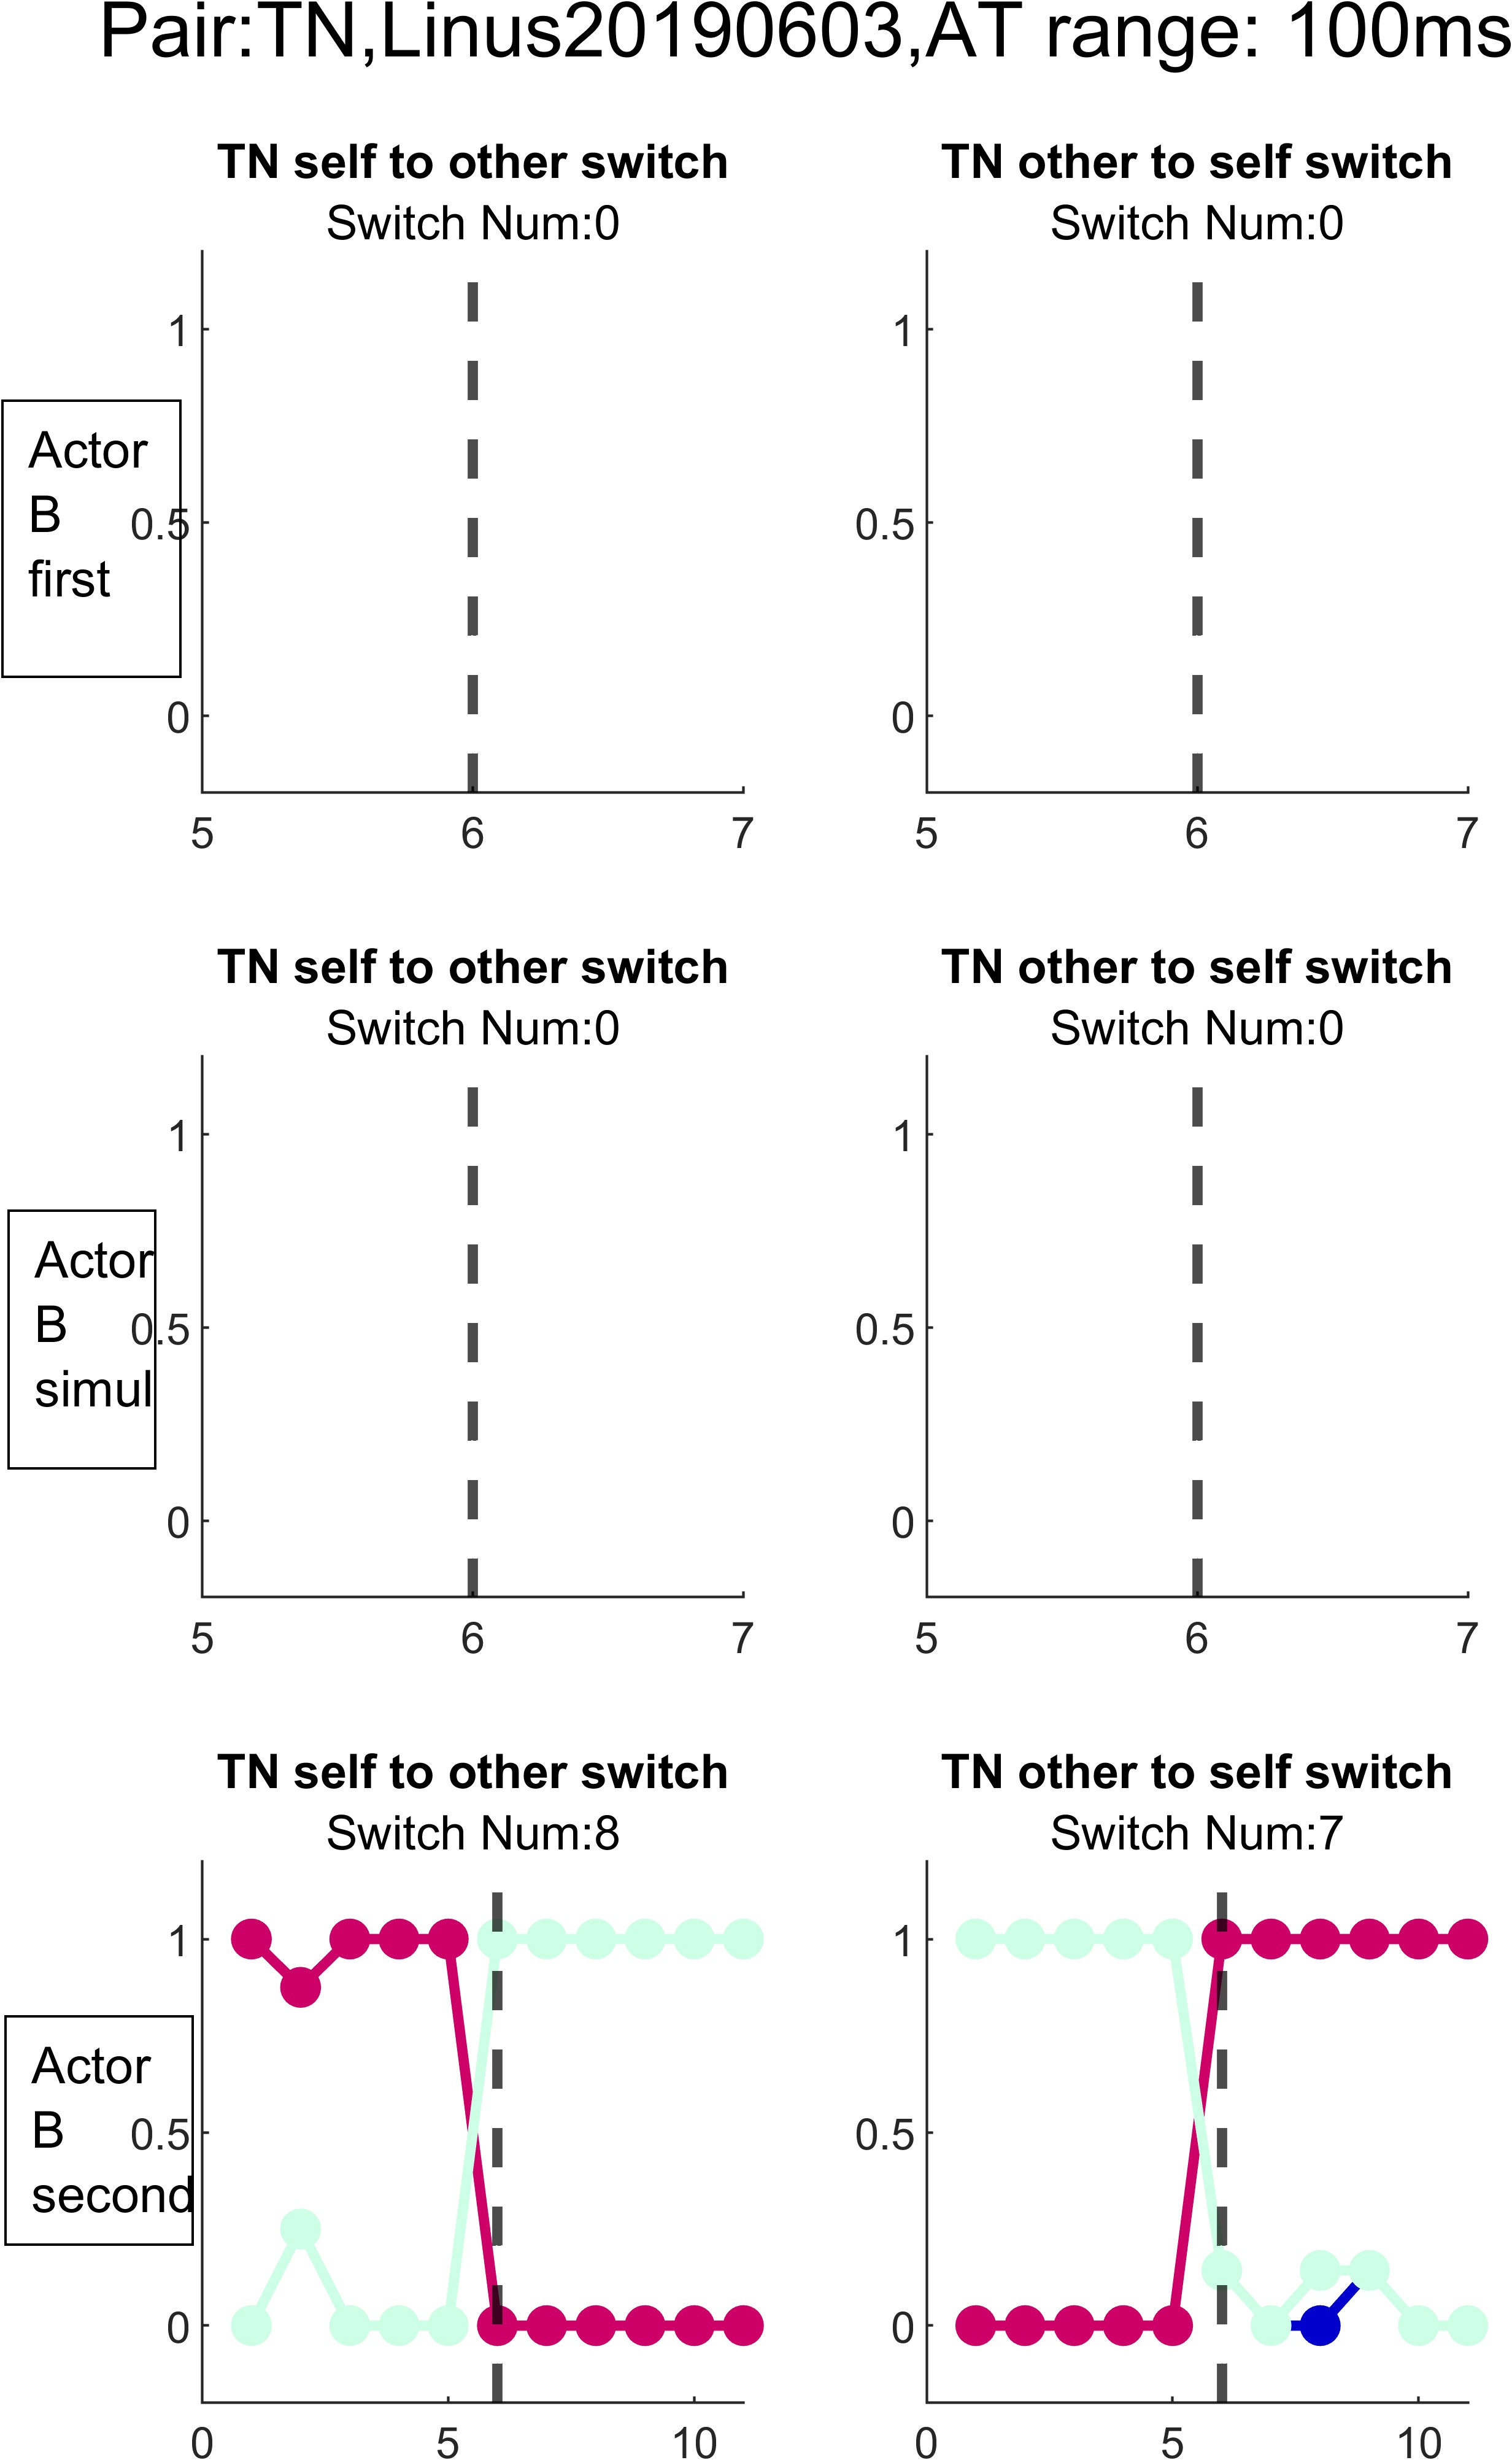 Pair:TN,Linus20190603,AT range: 100ms
TN self to other switch
Switch Num:0
TN other to self switch
Switch Num:0
Actor
B
first
1
0.5
0
5
6
7
1
0.5
0
5
6
7
TN self to other switch
Switch Num:0
TN other to self switch
Switch Num:0
Actor
B
simul
1
0.5
0
5
6
7
1
0.5
0
5
6
7
TN self to other switch
Switch Num:8
TN other to self switch
Switch Num:7
Actor
B
second
1
0.5
0
0
5
10
1
0.5
0
0
5
10